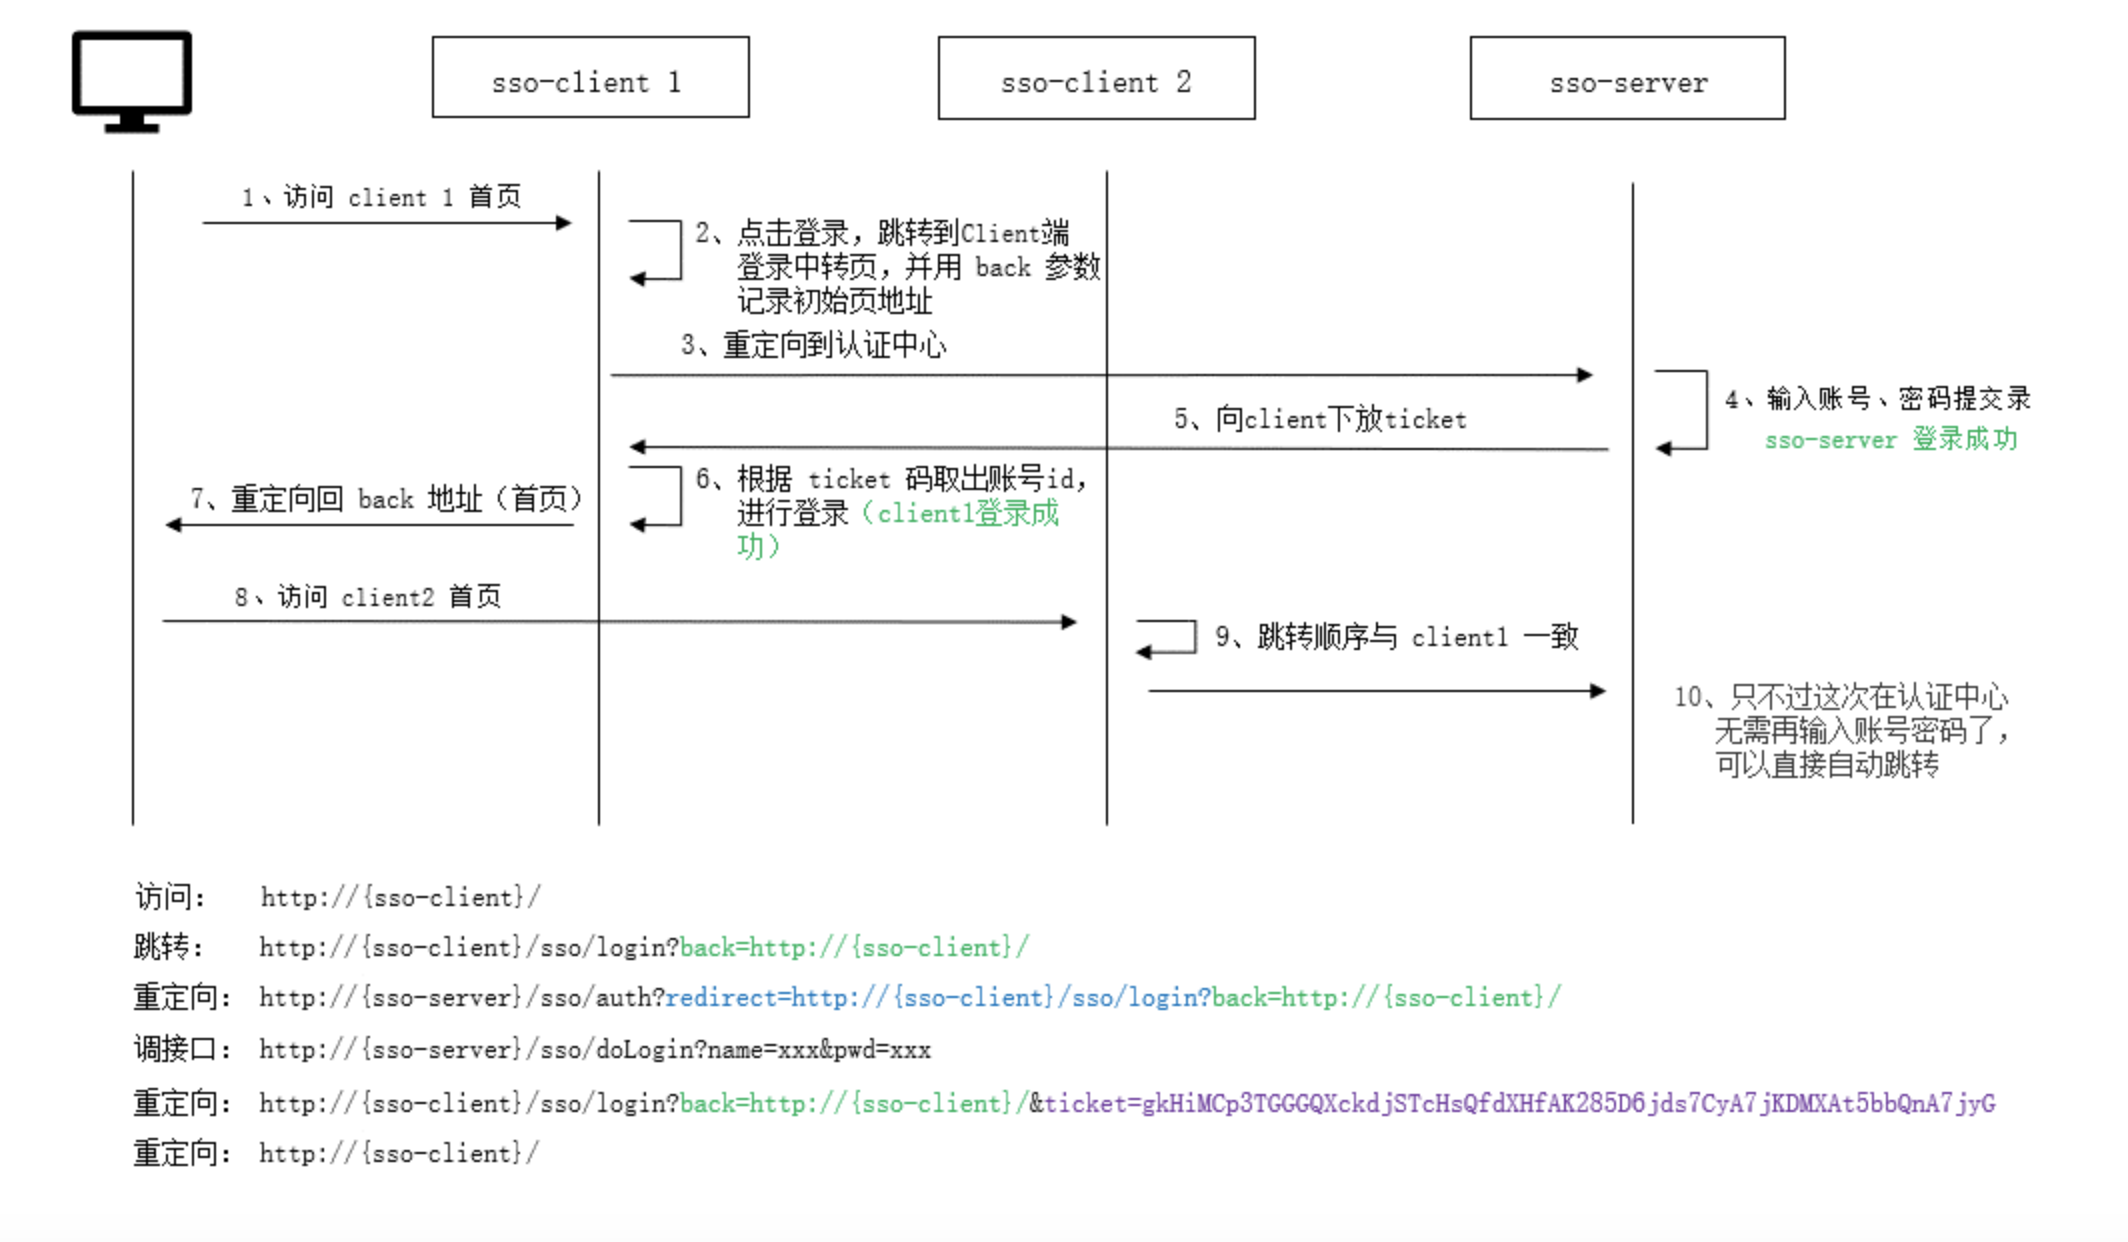 sso-client 1
sso-client 2
sso-server
1、访问 client 1 首页
2、点击登录，跳转到Client端
登录中转页，并用 back 参数
记录初始页地址
3、重定向到认证中心
4、输入账号、密码提交录
sso-server 登录成功
5、向client下放ticket
6、根据 ticket 码取出账号id，
进行登录（client1登录成
功）
7、重定向回 back 地址（首页）
8、访问 client2 首页
9、跳转顺序与 client1 一致
10、只不过这次在认证中心
无需再输入账号密码了，
可以直接自动跳转
访问： http://{sso-client}/
跳转： http://{sso-client}/sso/login?back=http://{sso-client}/
重定向： http://{sso-server}/sso/auth?redirect=http://{sso-client}/sso/login?back=http://{sso-client}/
调接口： http://{sso-server}/sso/doLogin?name=xxx&pwd=xxx
重定向： http://{sso-client}/sso/login?back=http://{sso-client}/&ticket=gkHiMCp3TGGGQXckdjSTcHsQfdXHfAK285D6jds7CyA7jKDMXAt5bbQnA7jyG
重定向： http://{sso-client}/